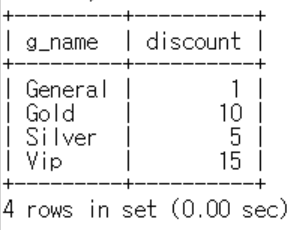 +---------+----------+
| g_name  | discount |
+---------+----------+
| General |        1 |
| Gold    |       10 |
| Silver  |        5 |
| Vip     |       15 |
+---------+----------+
4 rows in set (0.00 sec)